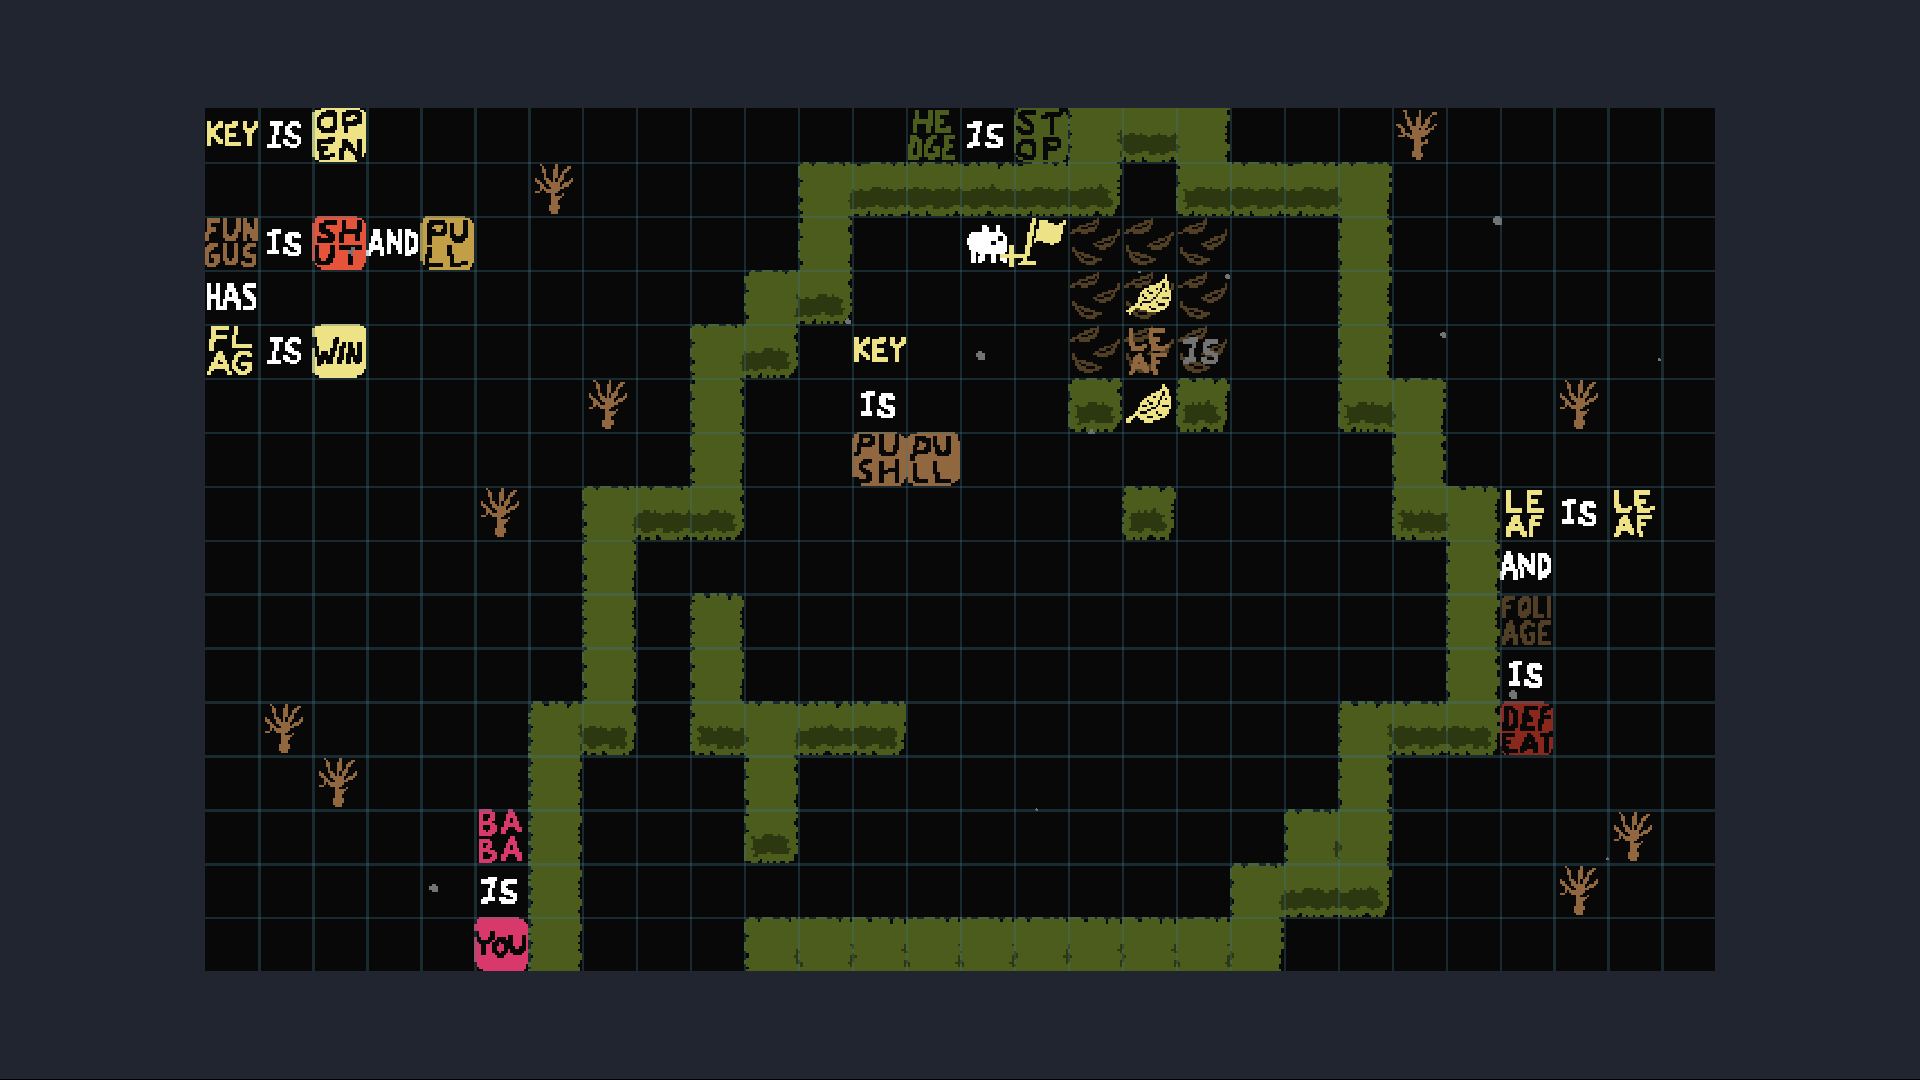 KEY IS OPEN
HEDGE IS STOP
FUNGUS IS SHUT AND PULL
HAS
FLAG IS WIN
KEY
LEAF IS
IS
PUSH PULL
LEAF IS LEAF
AND
FOLIAGE
IS
DEFEAT
BABA
IS
YOU